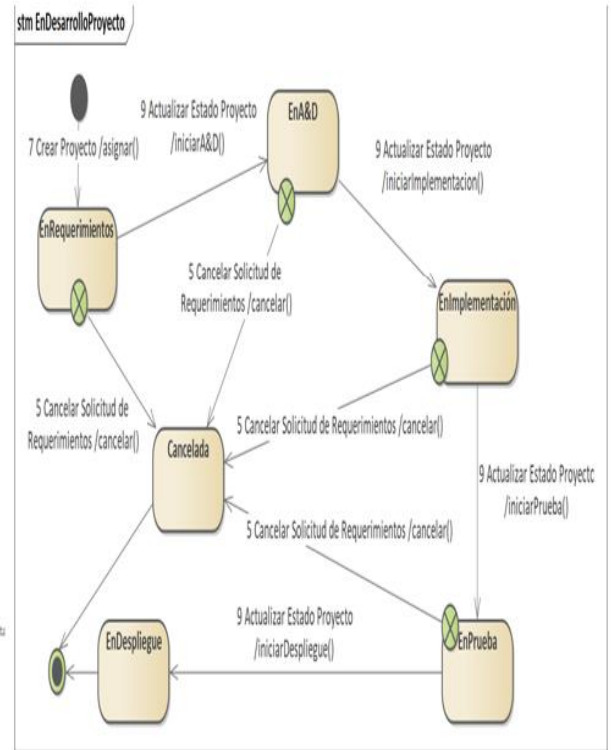 stm EnDesarrolloProyecto
7 Crear Proyecto /asignar()
9 Actualizar Estado Proyecto
/iniciarA&D()
EnA&D
9 Actualizar Estado Proyecto
/iniciarImplementacion()
EnRequerimientos
5 Cancelar Solicitud de
Requerimientos /cancelar()
EnImplementación
5 Cancelar Solicitud de
Requerimientos /cancelar()
5 Cancelar Solicitud de Requerimientos /cancelar()
Cancelada
9 Actualizar Estado Proyectc
/iniciarPrueba()
5 Cancelar Solicitud de Requerimientos /cancelar()
9 Actualizar Estado Proyecto
/iniciarDespliegue()
EnDespliegue
EnPrueba